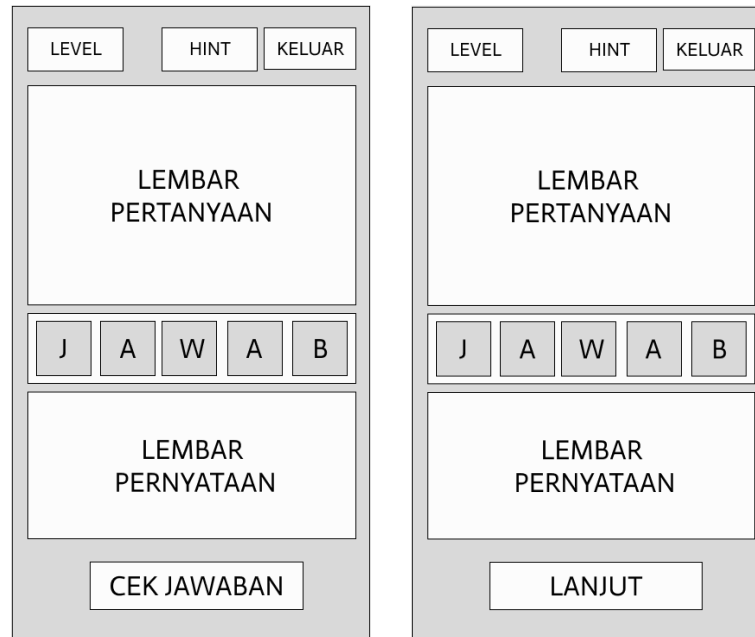 LEVEL HINT KELUAR
LEMBAR
PERTANYAAN
J A W A B
LEMBAR
PERNYATAAN
CEK JAWABAN
LEVEL HINT KELUAR
LEMBAR
PERTANYAAN
J A W A B
LEMBAR
PERNYATAAN
LANJUT